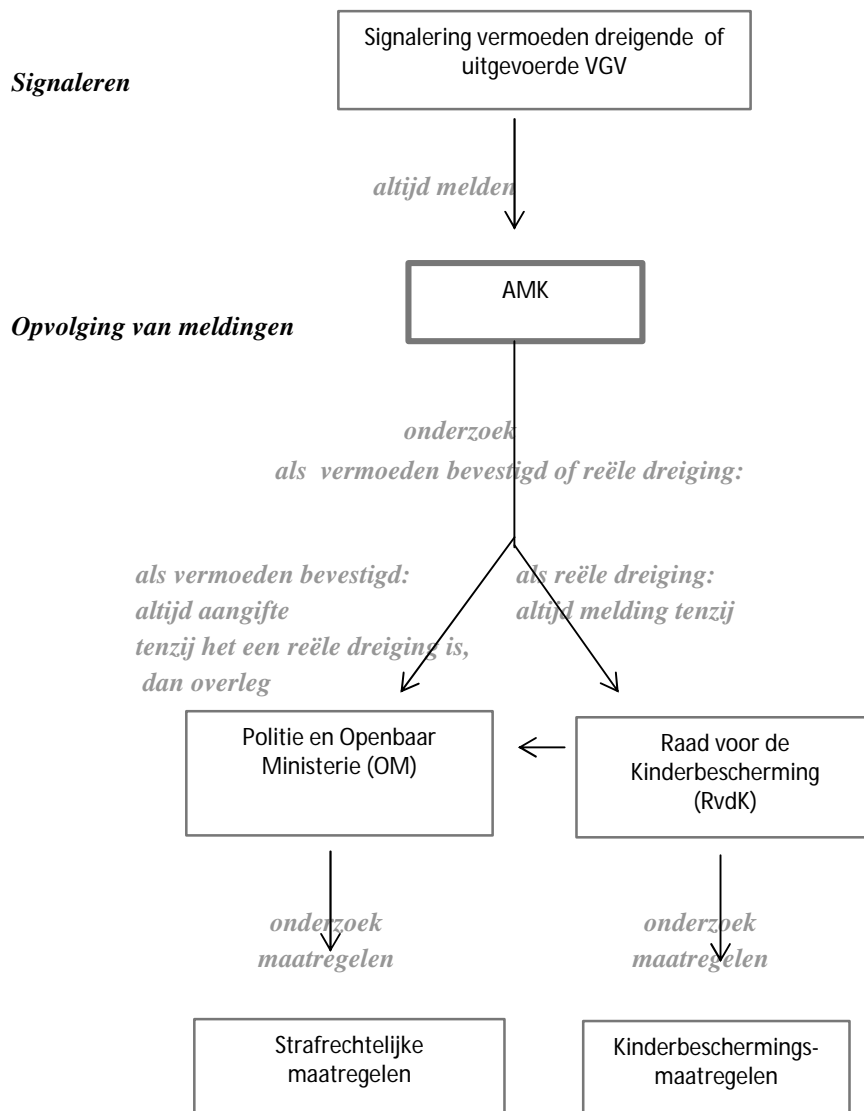 Signalering vermoeden dreigende of
uitgevoerde VGV
Signaleren
altijd melden
AMK
Opvolging van meldingen
onderzoek
als vermoeden bevestigd of reële dreiging:
als vermoeden bevestigd:
altijd aangifte
tenzij het een reële dreiging is,
dan overleg
als reële dreiging:
altijd melding tenzij
Politie en Openbaar
Ministerie (OM)
Raad voor de
Kinderbescherming
(RvdK)
onderzoek
maatregelen
onderzoek
maatregelen
Strafrechtelijke
maatregelen
Kinderbeschermings-
maatregelen